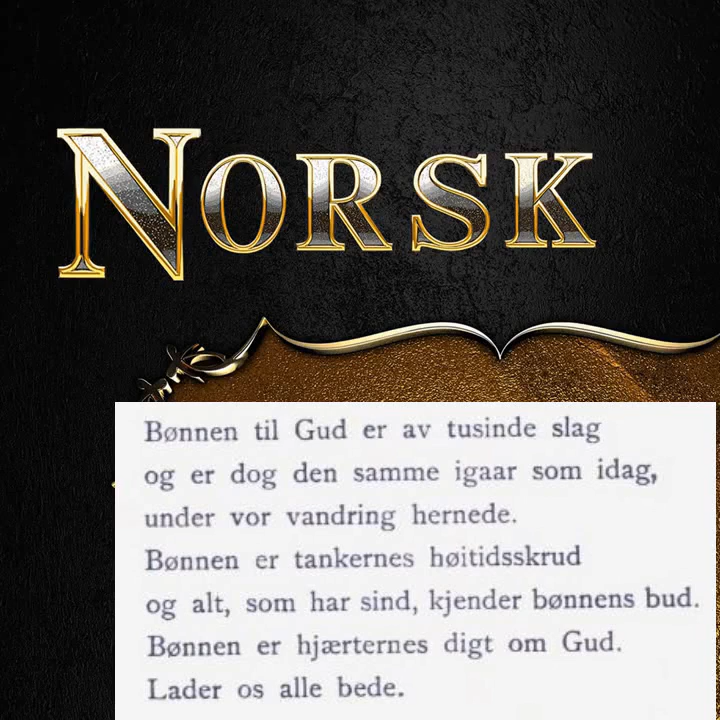 NORSK
Bønnen til Gud er av tusinde slag
og er dog den samme igaar som idag,
under vor vandring hernede.
Bønnen er tankernes høitidsskrud
og alt, som har sind, kjender bønnens bud.
Bønnen er hjærternes digt om Gud.
Lader os alle bede.